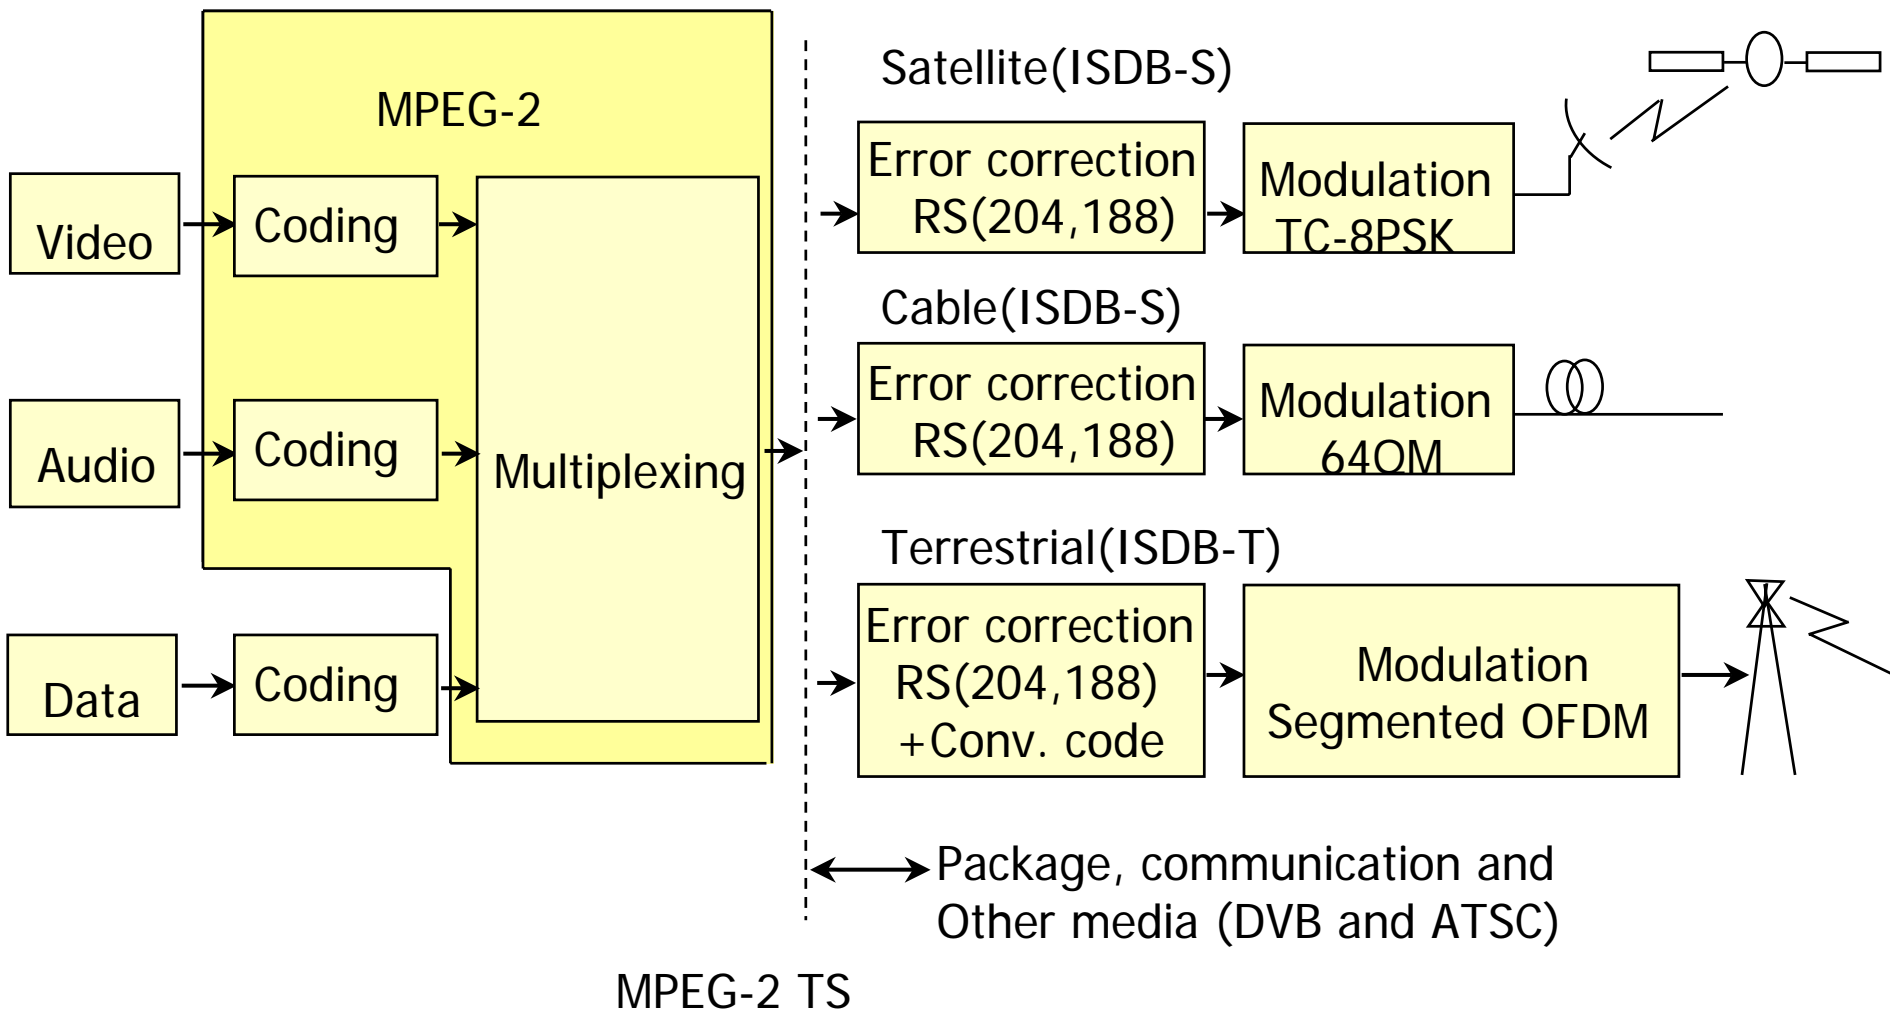 MPEG-2
Video
Coding
Audio
Coding
Multiplexing
Data
Coding
Satellite(ISDB-S)
Error correction
RS(204,188)
Modulation
TC-8PSK
Cable(ISDB-S)
Error correction
RS(204,188)
Modulation
64QM
Terrestrial(ISDB-T)
Error correction
RS(204,188)
+Conv. code
Modulation
Segmented OFDM
Package, communication and
Other media (DVB and ATSC)
MPEG-2 TS